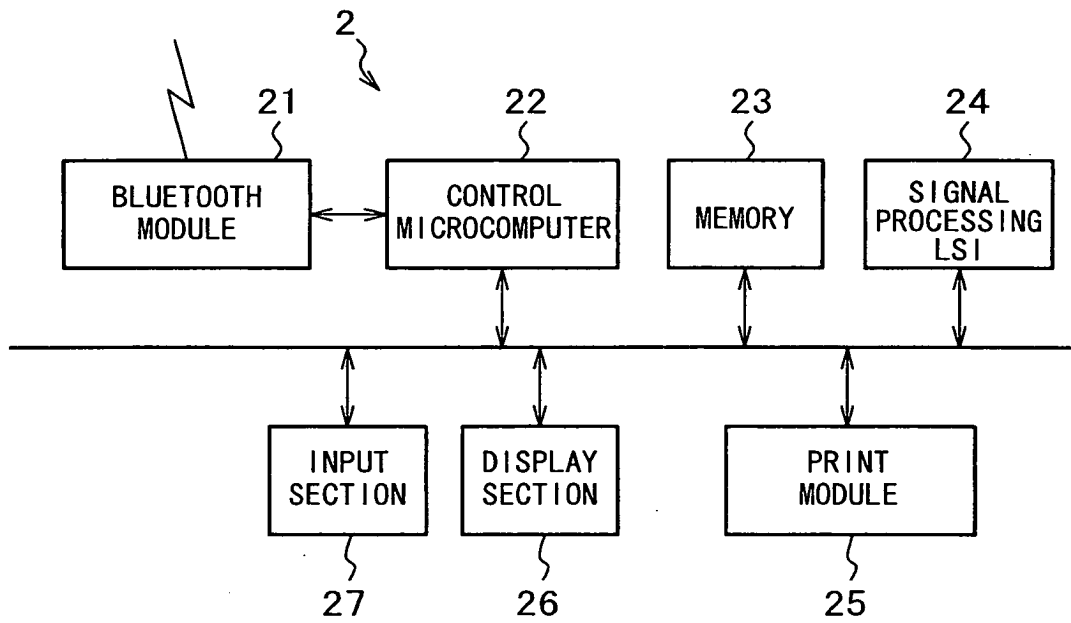 2
21
22
23
24
BLUETOOTH
MODULE
CONTROL
MICROCOMPUTER
MEMORY
SIGNAL
PROCESSING
LSI
INPUT
SECTION
DISPLAY
SECTION
PRINT
MODULE
27
26
25